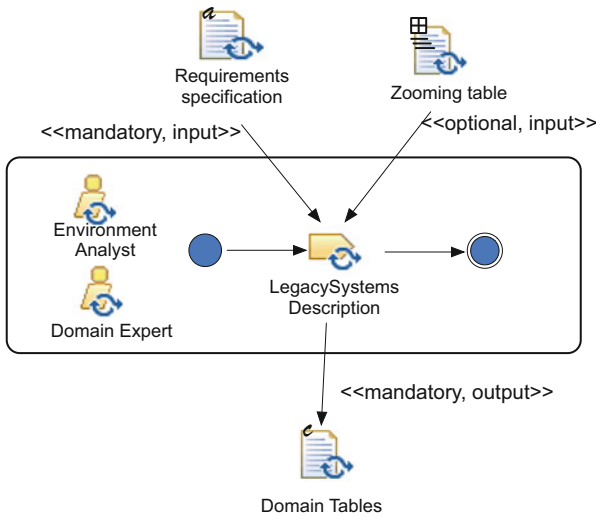 a
Requirements
specification
Zooming table
<<mandatory, input>>
<<optional, input>>
Environment
Analyst
LegacySystems
Description
Domain Expert
<<mandatory, output>>
c
Domain Tables